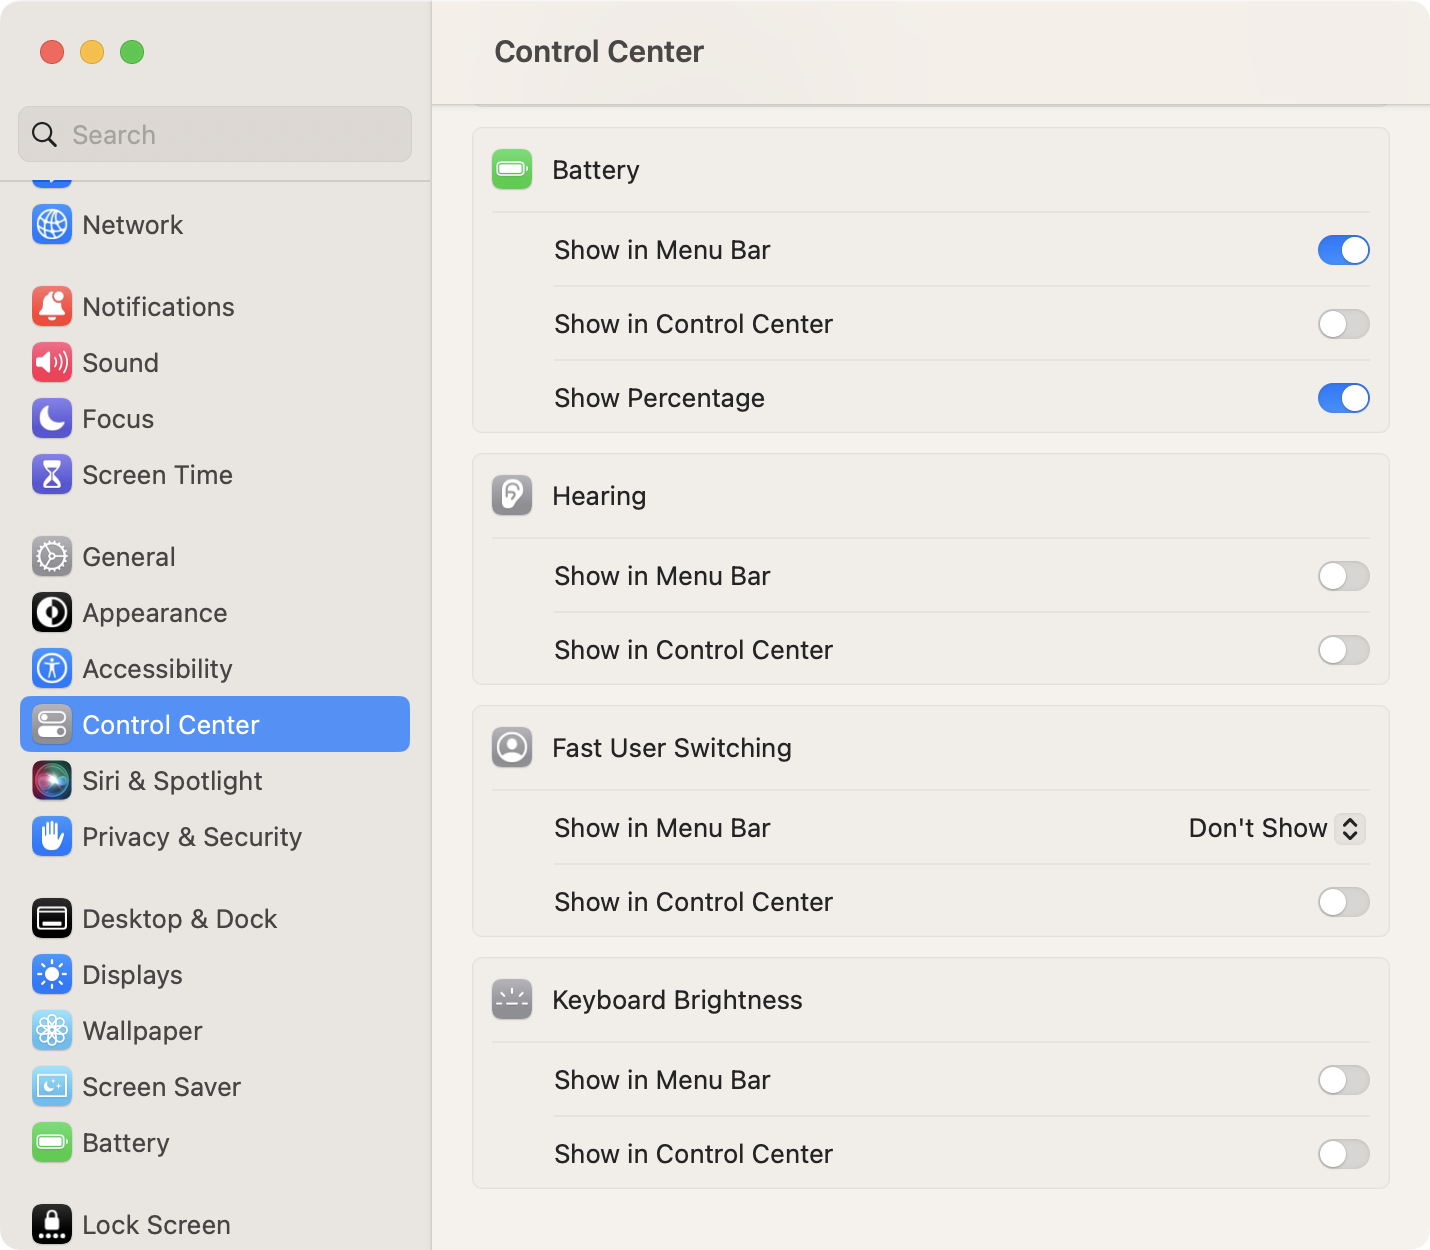 Control Center
Search
Network
Notifications
Sound
Focus
Screen Time
General
Appearance
Accessibility
Control Center
Siri & Spotlight
Privacy & Security
Desktop & Dock
Displays
Wallpaper
Screen Saver
Battery
Lock Screen
Battery
Show in Menu Bar
Show in Control Center
Show Percentage
Hearing
Show in Menu Bar
Show in Control Center
Fast User Switching
Show in Menu Bar Don't Show
Show in Control Center
Keyboard Brightness
Show in Menu Bar
Show in Control Center